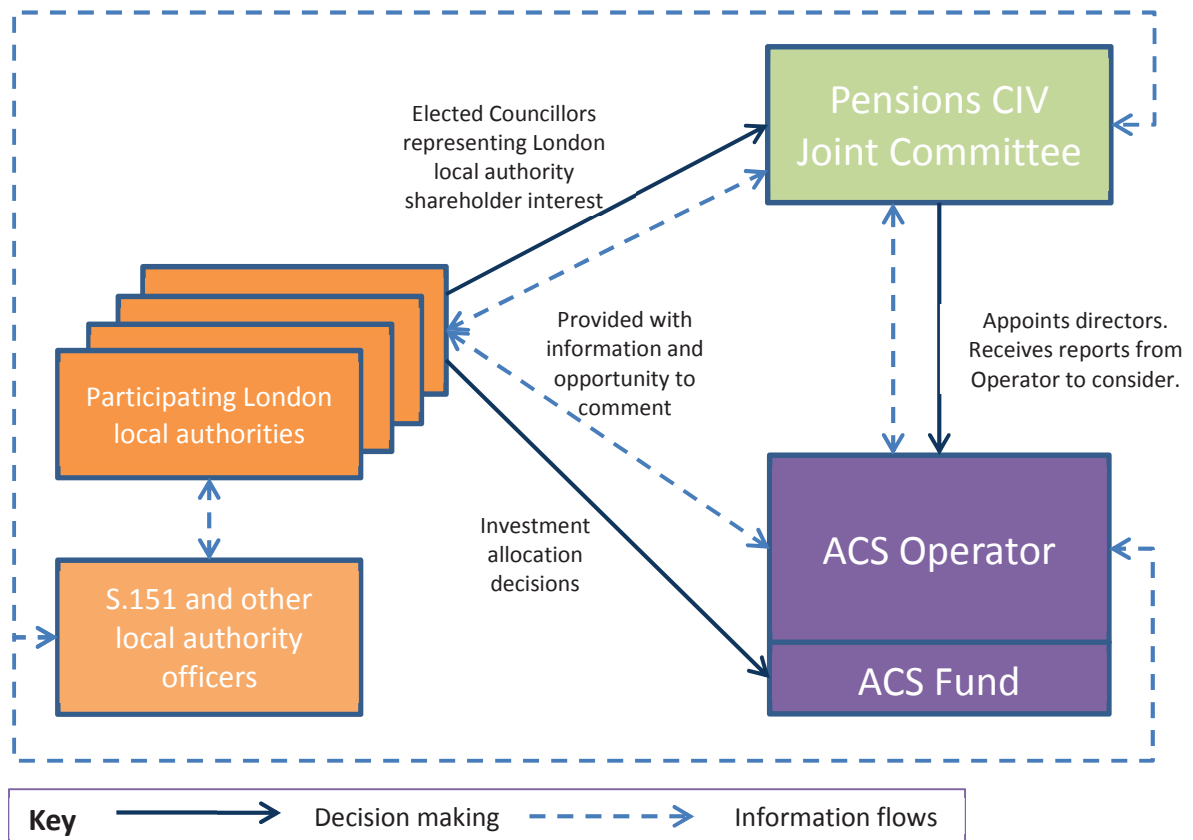 Pensions CIV
Joint Committee
Elected Councillors
representing London
local authority
shareholder interest
Provided with
information and
opportunity to
comment
Appoints directors.
Receives reports from
Operator to consider.
Participating London
local authorities
Investment
allocation
decisions
ACS Operator
S.151 and other
local authority
officers
ACS Fund
Key
Decision making
Information flows